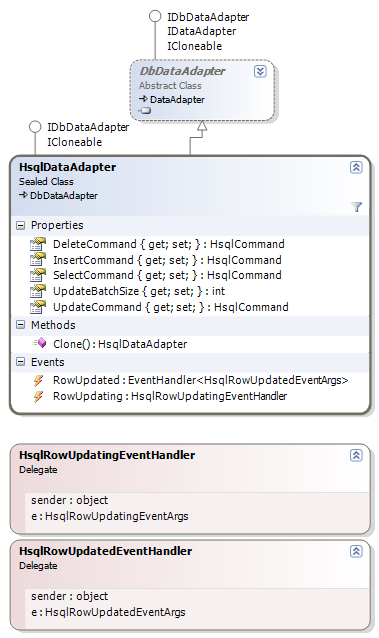 IDbDataAdapter
IDataAdapter
ICloneable
DbDataAdapter
Abstract Class
DataAdapter
IDbDataAdapter
ICloneable
HsqlDataAdapter
Sealed Class
DbDataAdapter
Properties
DeleteCommand { get; set; } : HsqlCommand
InsertCommand { get; set; } : HsqlCommand
SelectCommand { get; set; } : HsqlCommand
UpdateBatchSize { get; set; } : int
UpdateCommand { get; set; } : HsqlCommand
Methods
Clone() : HsqlDataAdapter
Events
RowUpdated : EventHandler<HsqlRowUpdatedEventArgs>
RowUpdating : HsqlRowUpdatingEventHandler
HsqlRowUpdatingEventHandler
Delegate
sender : object
e : HsqlRowUpdatingEventArgs
HsqlRowUpdatedEventHandler
Delegate
sender : object
e : HsqlRowUpdatedEventArgs